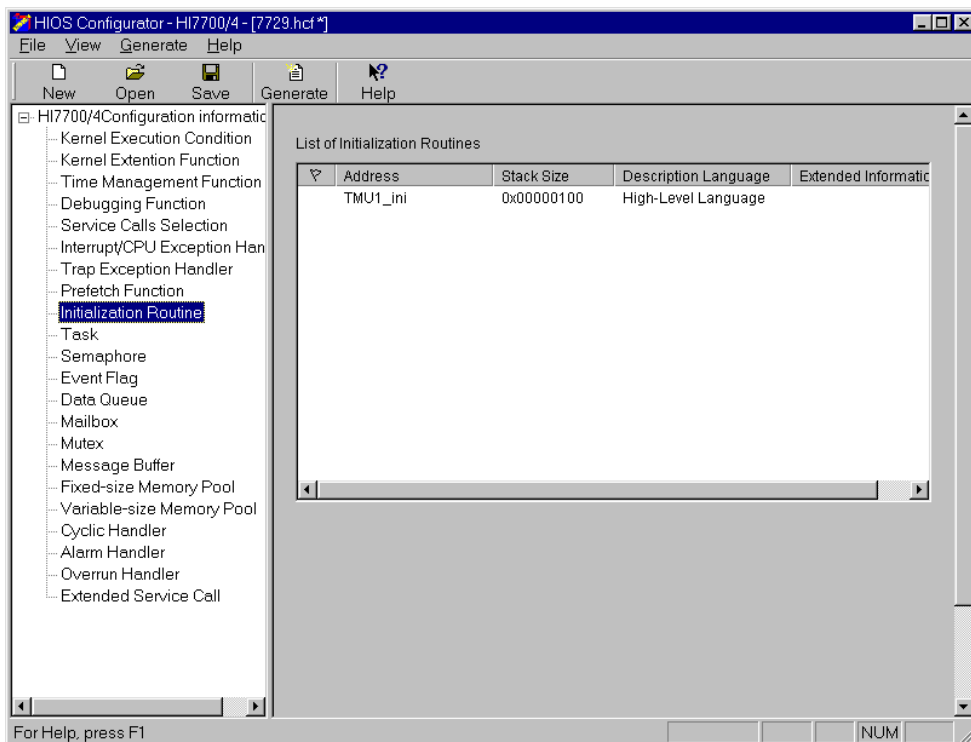 HIOS Configurator - HI7700/4 - [7729.hcf *]
File View Generate Help
New Open Save Generate Help
HI7700/4Configuration informatic
Kernel Execution Condition
Kernel Extention Function
Time Management Function
Debugging Function
Service Calls Selection
Interrupt/CPU Exception Han
Trap Exception Handler
Prefetch Function
Initialization Routine
Task
Semaphore
Event Flag
Data Queue
Mailbox
Mutex
Message Buffer
Fixed-size Memory Pool
Variable-size Memory Pool
Cyclic Handler
Alarm Handler
Overrun Handler
Extended Service Call
List of Initialization Routines
Address Stack Size Description Language Extended Informatic
TMU1_ini 0x00000100 High-Level Language
For Help, press F1
NUM